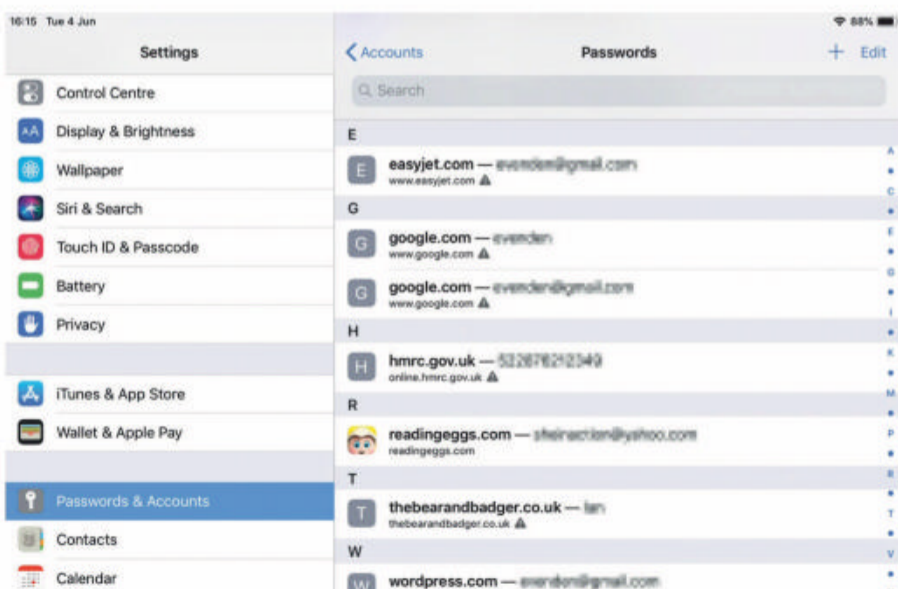 16:15 Tue 4 Jun
88%
Settings
Control Centre
AA Display & Brightness
Wallpaper
Siri & Search
Touch ID & Passcode
Battery
Privacy
iTunes & App Store
Wallet & Apple Pay
Passwords & Accounts
Contacts
Calendar
Accounts Passwords + Edit
Search
E
E easyjet.com —
www.easyjet.com
G
G google.com —
www.google.com
G google.com —
www.google.com
H
H hmrc.gov.uk —
online.hmrc.gov.uk
R
readingeggs.com —
readingeggs.com
T
T thebearandbadger.co.uk —
thebearandbadger.co.uk
W
W wordpress.com —
A
C
E
G
I
K
M
P
R
T
V